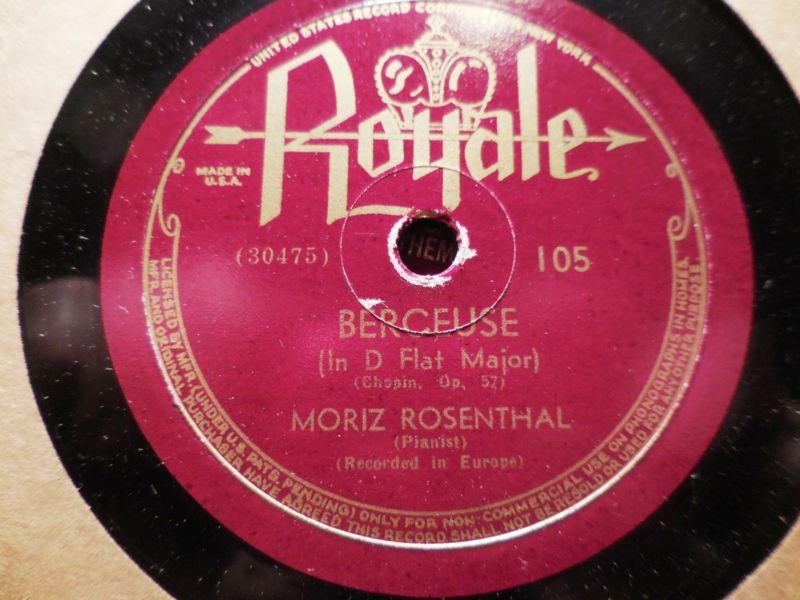 UNITED STATES RECORD NEW YORK
Royale
MADE IN
U.S.A.
HEM
(30475)
105
BERCEUSE
(In D Flat Major)
(Chopin, Op, 57)
MORIZ ROSENTHAL
(Pianist)
(Recorded in Europe)
LICENSED BY MFR. (UNDER U.S. PATS. PENDING) ONLY FOR NON-COMMERCIAL USE ON PHONOGRAPHS IN HOMES.
MFR. AND ORIGINAL PURCHASER HAVE AGREED THIS RECORD SHALL NOT BE RESOLD OR USED FOR ANY OTHER PURPOSE